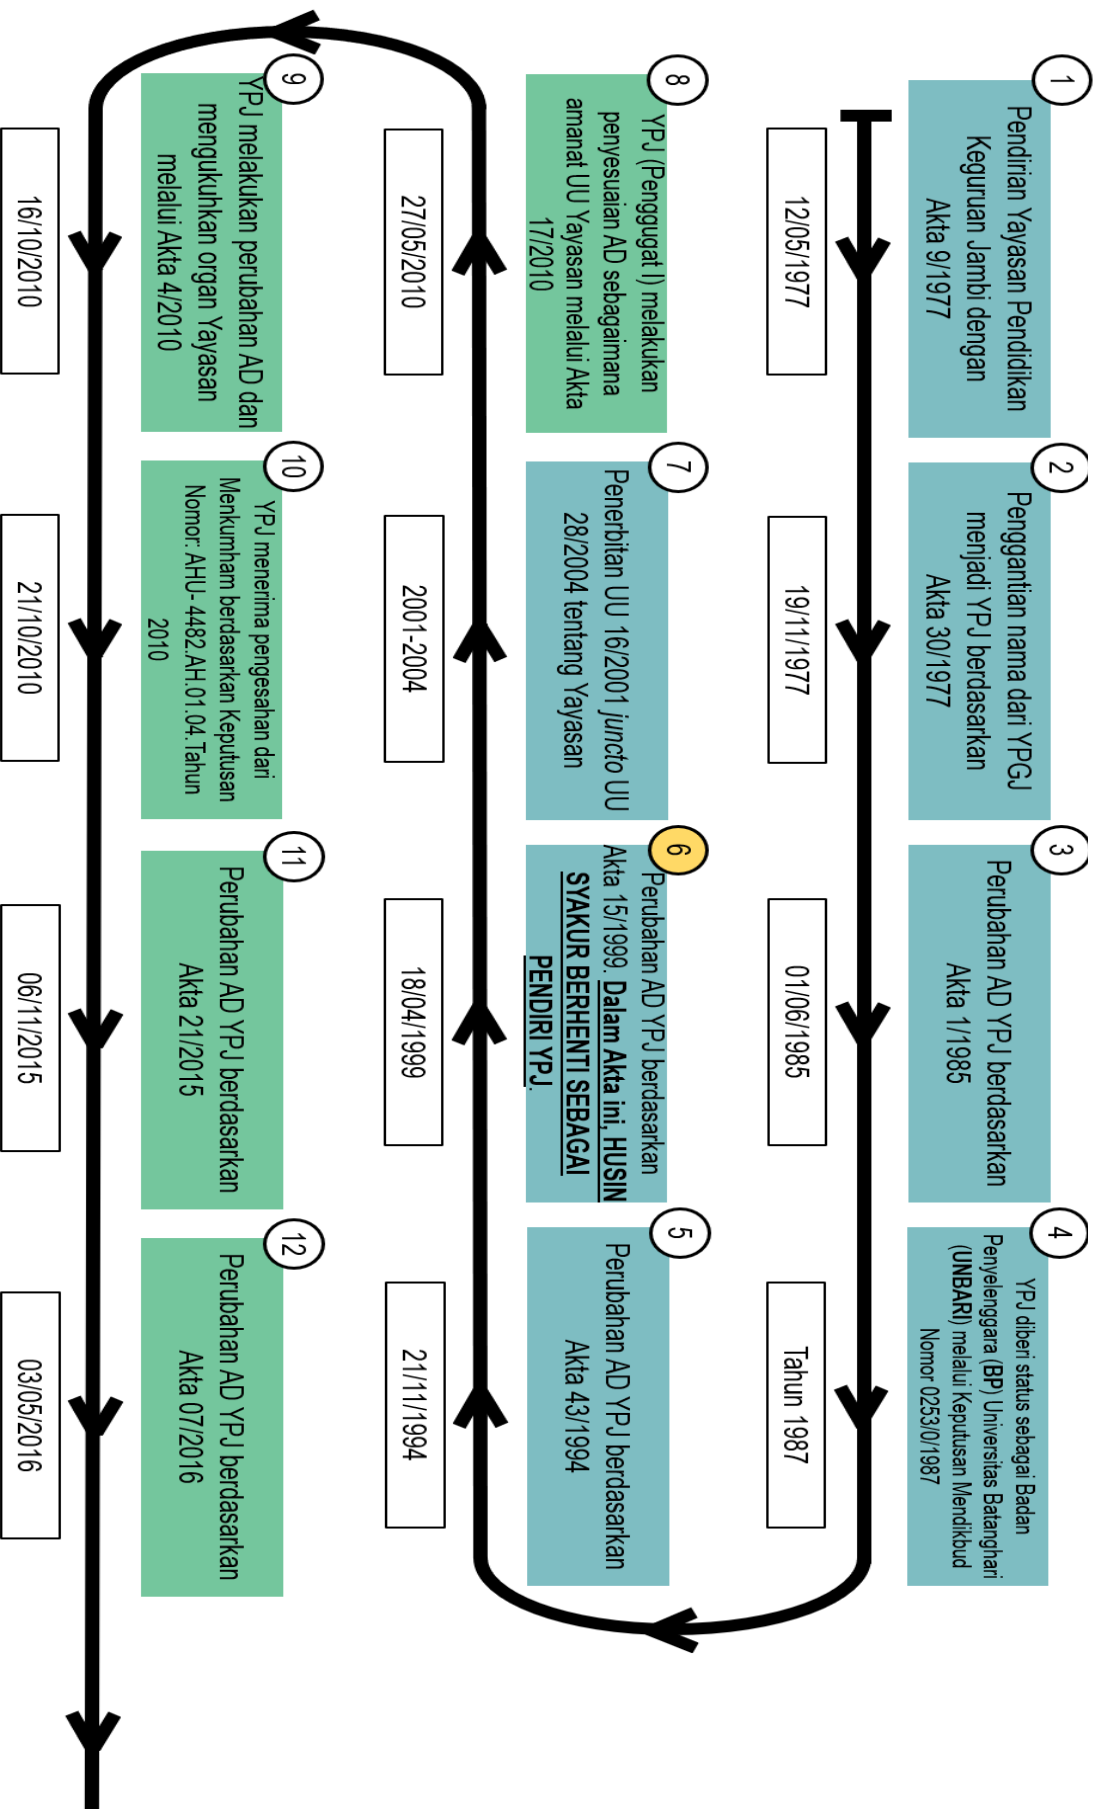 1
Pendirian Yayasan Pendidikan
Keguruan Jambi dengan
Akta 9/1977
12/05/1977
2
Penggantian nama dari YPGJ
menjadi YPJ berdasarkan
Akta 30/1977
19/11/1977
3
Perubahan AD YPJ berdasarkan
Akta 1/1985
01/06/1985
4
YPJ diberi status sebagai Badan
Penyelenggara (BP) Universitas Batanghari
(UNBARI) melalui Keputusan Mendikbud
Nomor 0253/0/1987
Tahun 1987
5
Perubahan AD YPJ berdasarkan
Akta 43/1994
21/11/1994
6
Perubahan AD YPJ berdasarkan
Akta 15/1999. Dalam Akta ini, HUSIN
SYAKUR BERHENTI SEBAGAI
PENDIRI YPJ.
18/04/1999
7
Penerbitan UU 16/2001 juncto UU
28/2004 tentang Yayasan
2001-2004
8
YPJ (Penggugat I) melakukan
penyesuaian AD sebagaimana
amanat UU Yayasan melalui Akta
17/2010
27/05/2010
9
YPJ melakukan perubahan AD dan
mengukuhkan organ Yayasan
melalui Akta 4/2010
16/10/2010
10
YPJ menerima pengesahan dari
Menkumham berdasarkan Keputusan
Nomor: AHU- 4482.AH.01.04.Tahun
2010
21/10/2010
11
Perubahan AD YPJ berdasarkan
Akta 21/2015
06/11/2015
12
Perubahan AD YPJ berdasarkan
Akta 07/2016
03/05/2016